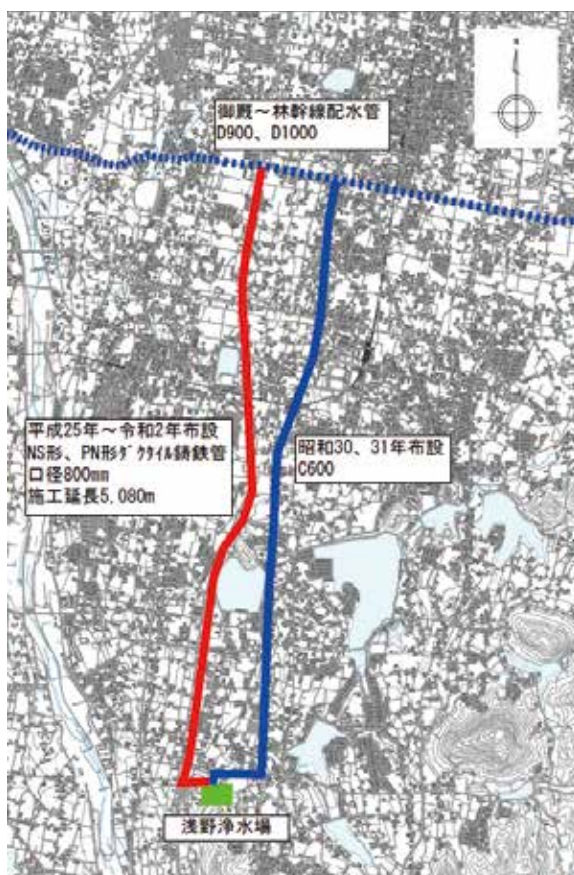 御厩～林幹線配水管
D900、D1000
平成25年～令和2年布設
NS形、PN形ダクタイル鋳鉄管
口径800mm
施工延長5,080m
昭和30、31年布設
C600
浅野浄水場